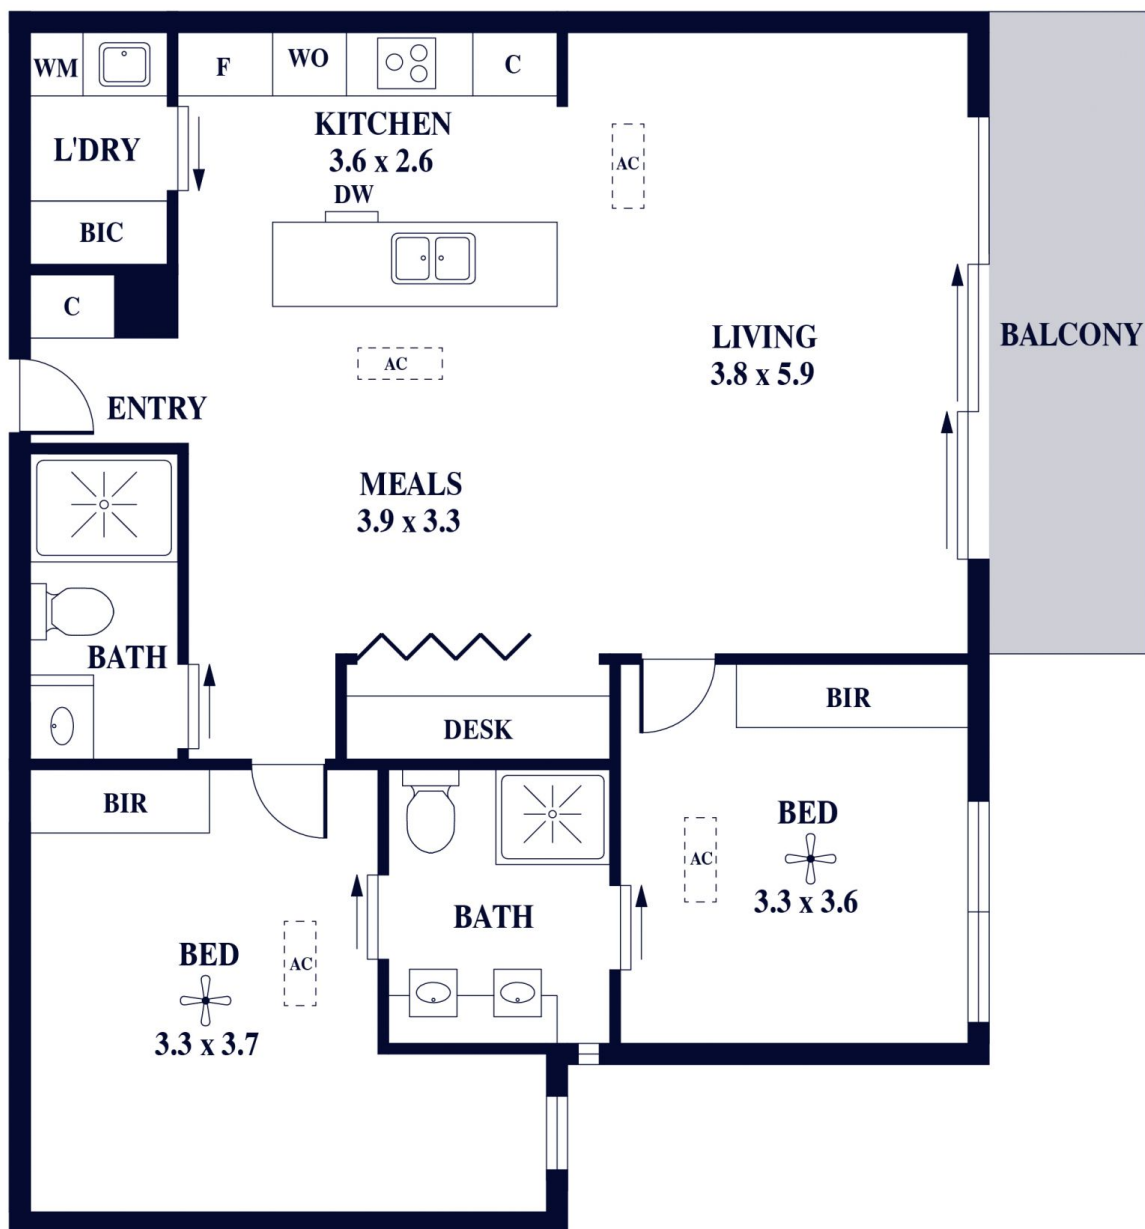 WM
F
WO
C
L'DRY
KITCHEN
3.6 x 2.6
AC
DW
BIC
C
LIVING
3.8 x 5.9
BALCONY
AC
ENTRY
MEALS
3.9 x 3.3
BATH
DESK
BIR
BIR
BED
3.3 x 3.6
AC
BATH
BED
3.3 x 3.7
AC